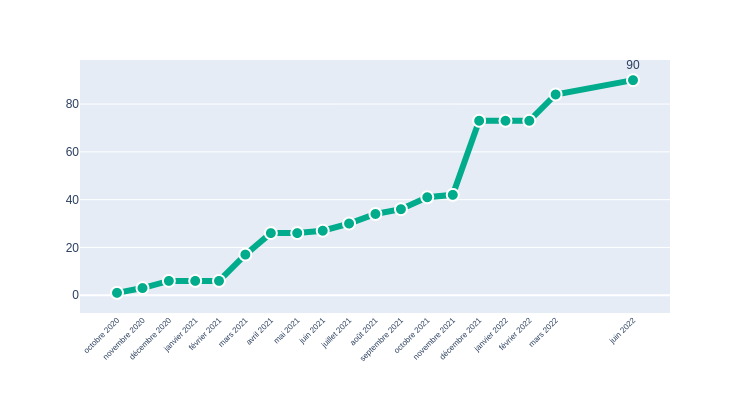 90
80
60
40
20
0
octobre 2020
novembre 2020
décembre 2020
janvier 2021
février 2021
mars 2021
avril 2021
mai 2021
juin 2021
juillet 2021
août 2021
septembre 2021
octobre 2021
novembre 2021
décembre 2021
janvier 2022
février 2022
mars 2022
juin 2022